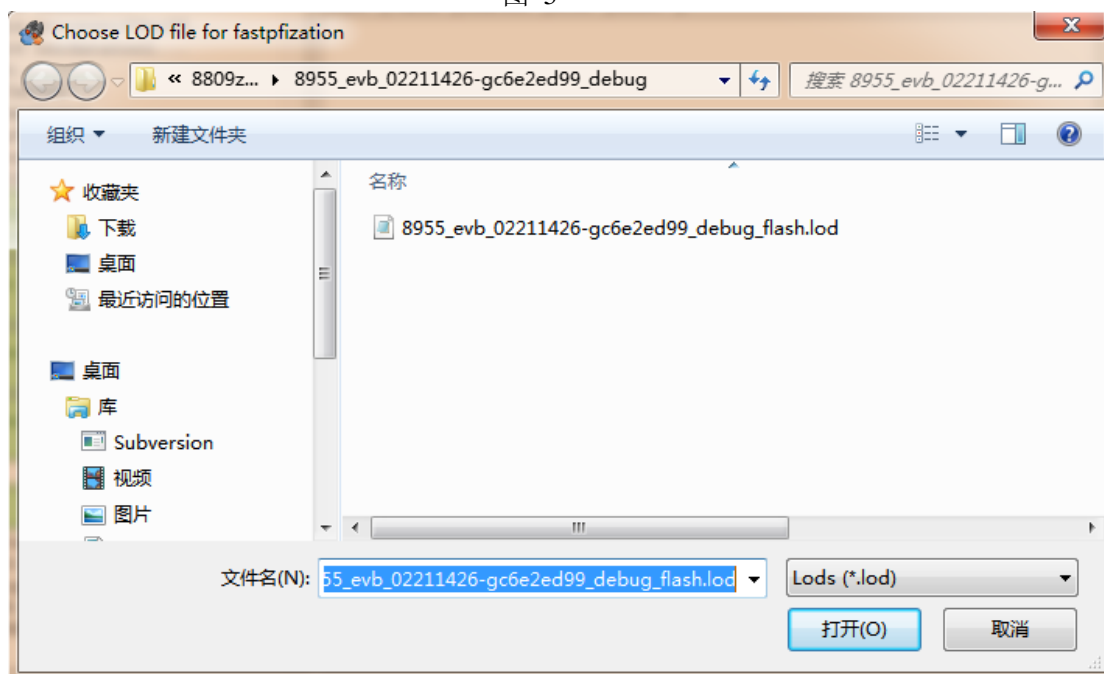 Choose LOD file for fastpfization
« 8809z... 8955_evb_02211426-gc6e2ed99_debug
搜索 8955_evb_02211426-g...
组织 新建文件夹
收藏夹
下载
桌面
最近访问的位置
桌面
库
Subversion
视频
图片
名称
8955_evb_02211426-gc6e2ed99_debug_flash.lod
文件名(N): 55_evb_02211426-gc6e2ed99_debug_flash.lod Lods (*.lod)
打开(O) 取消